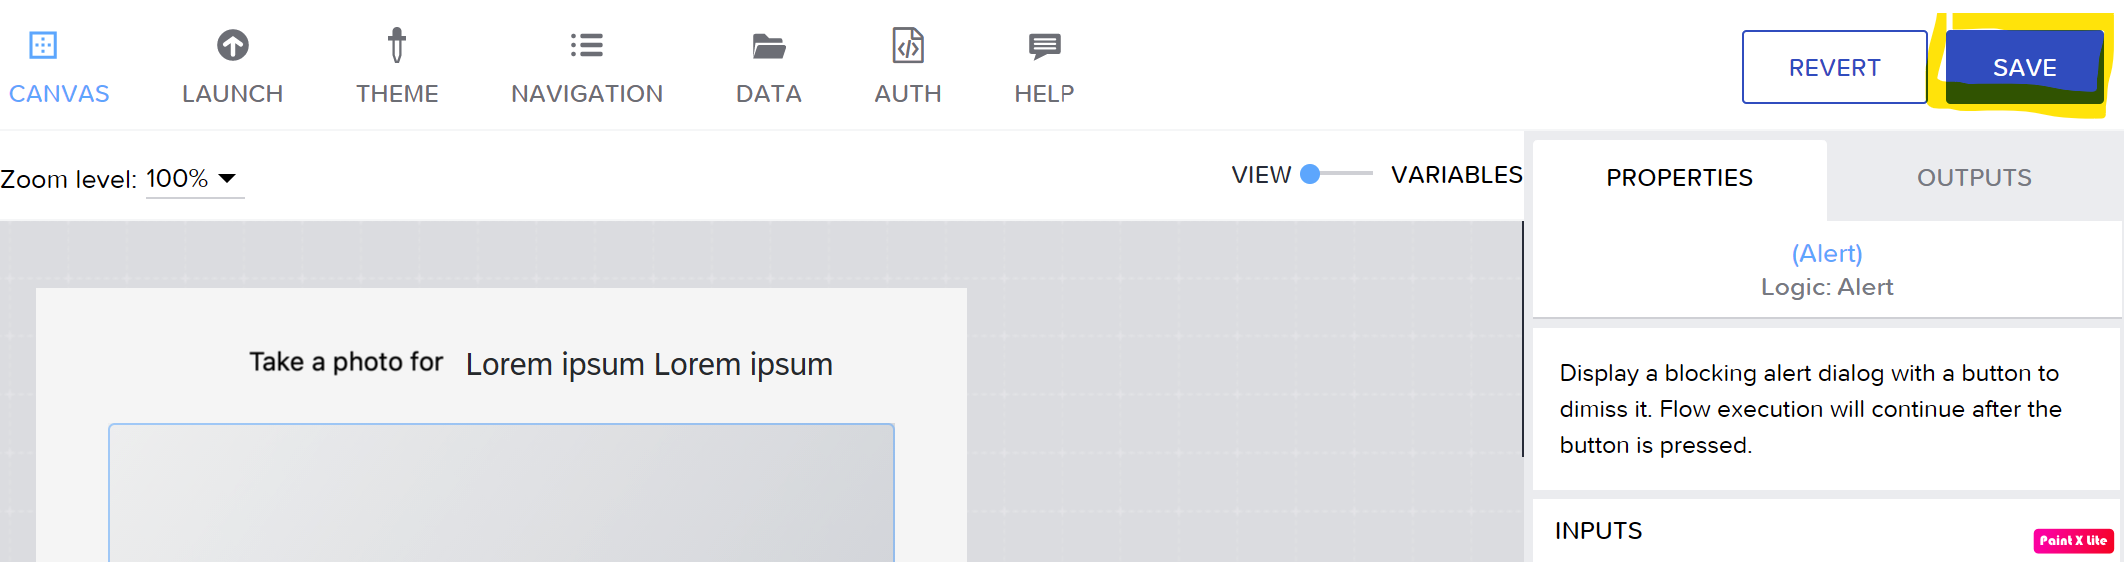 CANVAS LAUNCH THEME NAVIGATION DATA AUTH HELP REVERT SAVE
Zoom level: 100% VIEW VARIABLES
PROPERTIES OUTPUTS
(Alert)
Logic: Alert
Take a photo for Lorem ipsum Lorem ipsum
Display a blocking alert dialog with a button to
dimiss it. Flow execution will continue after the
button is pressed.
INPUTS
Paint X Lite